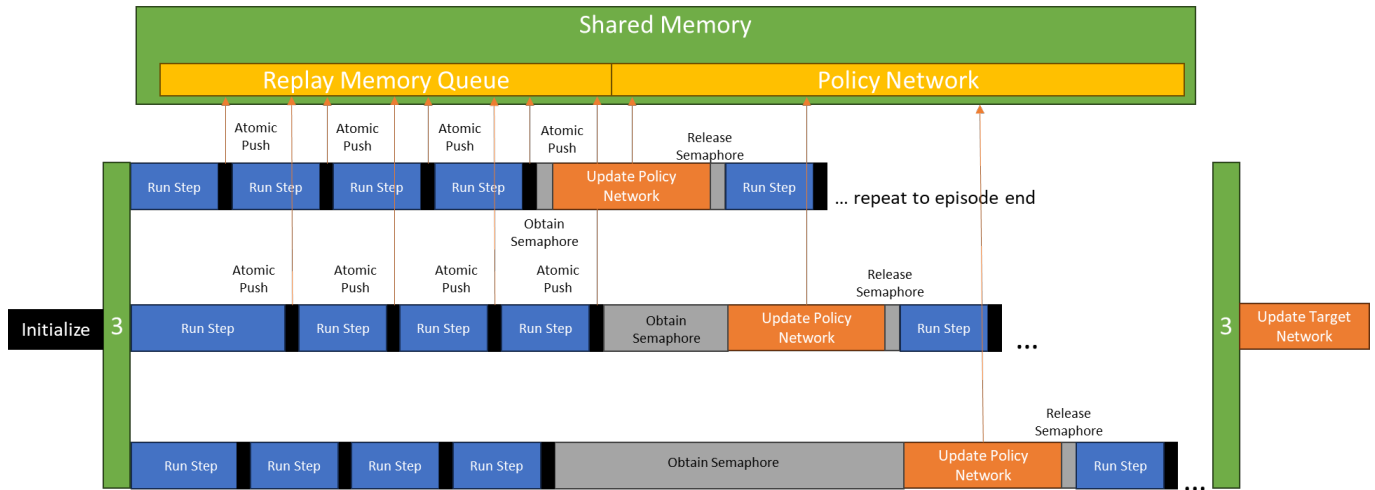 Shared Memory
Replay Memory Queue
Policy Network
Atomic
Push
Atomic
Push
Atomic
Push
Atomic
Push
Release
Semaphore
Run Step
Run Step
Run Step
Run Step
Update Policy
Network
Run Step
... repeat to episode end
Obtain
Semaphore
Atomic
Push
Atomic
Push
Atomic
Push
Atomic
Push
Release
Semaphore
Initialize
3
Run Step
Run Step
Run Step
Run Step
Obtain
Semaphore
Update Policy
Network
Run Step
...
3
Update Target
Network
Release
Semaphore
Run Step
Run Step
Run Step
Run Step
Obtain Semaphore
Update Policy
Network
Run Step
...